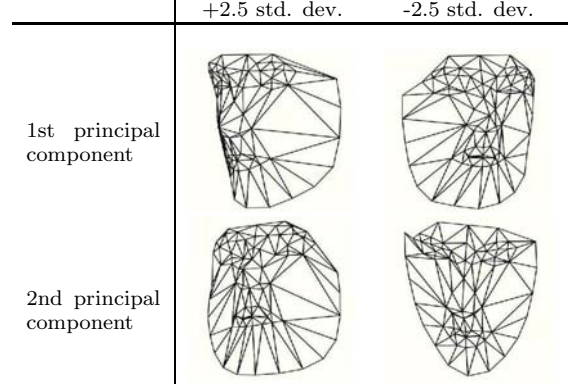 +2.5 std. dev. -2.5 std. dev.
1st principal
component
2nd principal
component